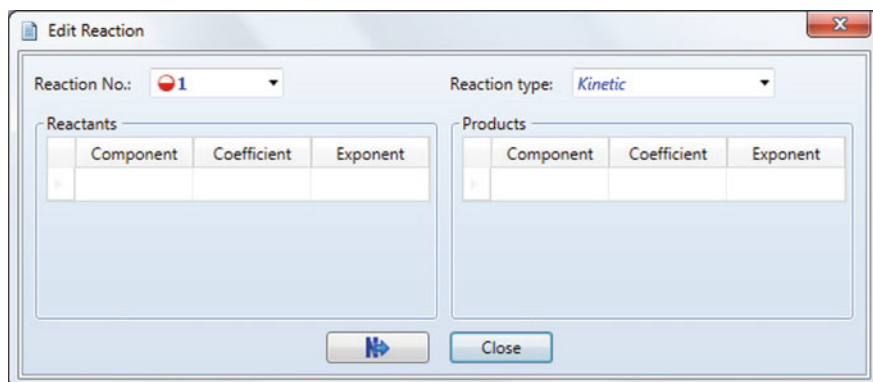 Edit Reaction
Reaction No.: 1 Reaction type: Kinetic
Reactants Products
Component Coefficient Exponent Component Coefficient Exponent
N Close